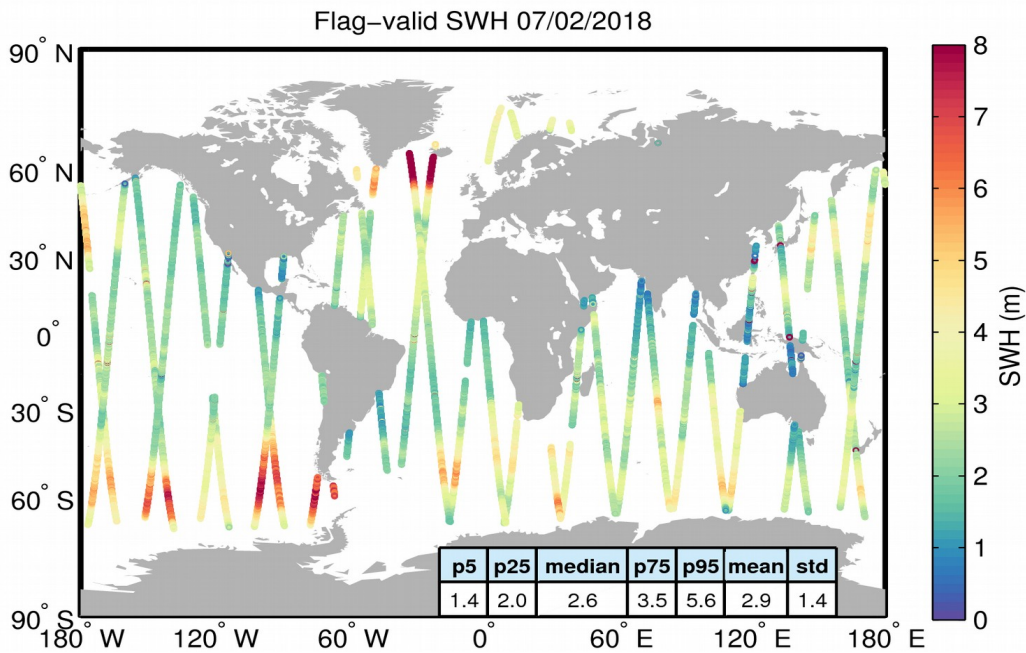 Flag−valid SWH 07/02/2018
90° N
60° N
30° N
0°
30° S
60° S
90° S
180° W
120° W
60° W
0°
60° E
120° E
180° E
p5 p25 median p75 p95 mean std
1.4 2.0 2.6 3.5 5.6 2.9 1.4
8
7
6
5
4
3
2
1
0
SWH (m)